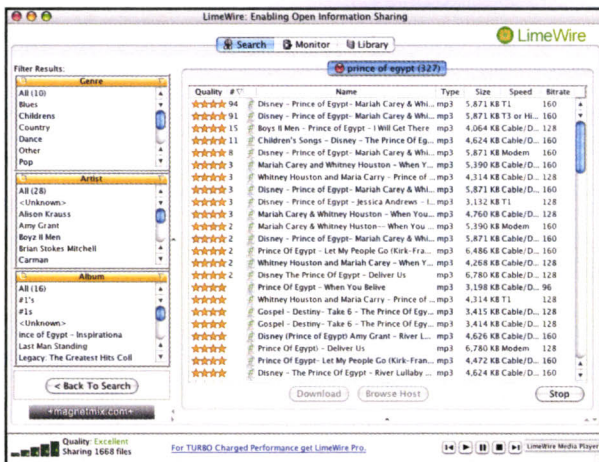 LimeWire: Enabling Open Information Sharing
Search Monitor Library
LimeWire
Filter Results:
prince of egypt (327)
Genre
All (10)
Blues
Childrens
Country
Dance
Other
Pop
Artist
All (28)
<Unknown>
Alison Krauss
Amy Grant
Boyz II Men
Brian Stokes Mitchell
Carman
Album
All (16)
#1's
#1s
<Unknown>
ince of Egypt - Inspirationa
Last Man Standing
Legacy: The Greatest Hits Coll
< Back To Search
+magnetmix.com+
Quality # Name Type Size Speed Bitrate
94 Disney - Prince of Egypt- Mariah Carey & Whi... mp3 5,871 KB T1 160
91 Disney - Prince of Egypt- Mariah Carey & Whi... mp3 5,871 KB T3 or Hi... 160
15 Boys II Men - Prince of Egypt - I Will Get There mp3 4,064 KB Cable/D... 128
11 Children's Songs - Disney - The Prince Of Eg... mp3 4,624 KB Cable/D... 160
8 Disney - Prince of Egypt- Mariah Carey & Whi... mp3 5,871 KB Modem 160
3 Mariah Carey and Whitney Houston - When Y... mp3 5,390 KB Cable/D... 160
3 Whitney Houston and Maria Carry - Prince of ... mp3 4,314 KB Cable/D... 128
3 Disney - Prince of Egypt- Mariah Carey & Whi... mp3 5,871 KB Cable/D... 160
3 Disney - Prince of Egypt - Jessica Andrews - I... mp3 3,132 KB T1 128
3 Mariah Carey & Whitney Houston - When You... mp3 4,760 KB Cable/D... 128
2 Mariah Carey & Whitney Huston-- When You ... mp3 5,390 KB Modem 160
2 Disney - Prince of Egypt- Mariah Carey & Whi... mp3 5,871 KB Cable/D... 160
2 Prince Of Egypt - Let My People Go (Kirk-Fran... mp3 6,486 KB Cable/D... 160
2 Whitney Houston and Mariah Carey - When Y... mp3 4,268 KB Cable/D... 128
2 Disney The Prince Of Egypt - Deliver Us mp3 6,780 KB Cable/D... 128
Prince Of Egypt - When You Belive mp3 3,198 KB Cable/D... 96
Whitney Houston and Maria Carry - Prince of ... mp3 4,314 KB T1 128
Gospel - Destiny- Take 6 - The Prince Of Egy... mp3 3,415 KB Cable/D... 128
Gospel - Destiny- Take 6 - The Prince Of Egy... mp3 3,414 KB Cable/D... 128
Disney (Prince of Egypt) Amy Grant - River L... mp3 4,626 KB Cable/D... 160
Prince Of Egypt) - Deliver Us mp3 6,780 KB Modem 128
Prince Of Egypt- Let My People Go (Kirk-Fran... mp3 4,472 KB Cable/D... 160
Disney - The Prince Of Egypt - River Lullaby ... mp3 4,624 KB Cable/D... 160
Download Browse Host Stop
Quality: Excellent
Sharing 1668 files
For TURBO Charged Performance get LimeWire Pro.
LimeWire Media Player